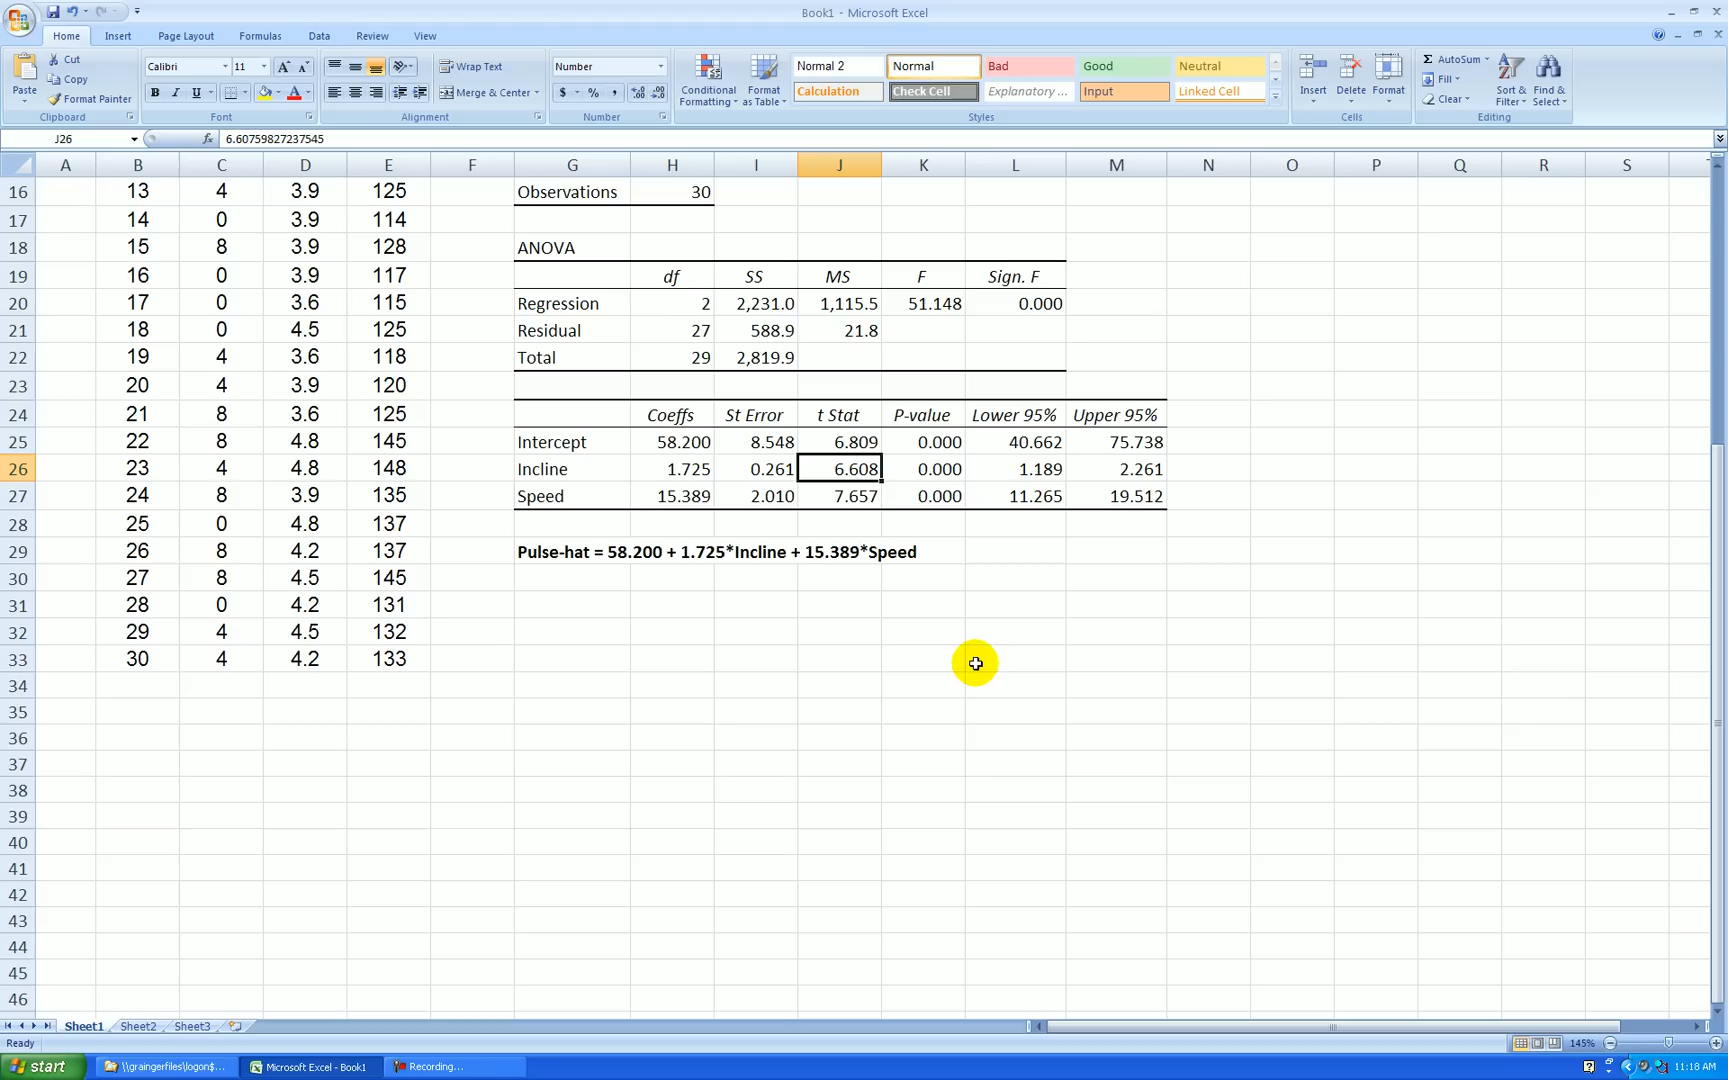 Book1 - Microsoft Excel
Home Insert Page Layout Formulas Data Review View
Paste
Cut
Copy
Format Painter
Clipboard
Calibri 11
B I U
Font
Wrap Text
Merge & Center
Alignment
Number
$ % ,
Number
Conditional Formatting
Format as Table
Normal 2 Normal Bad Good Neutral
Calculation Check Cell Explanatory ... Input Linked Cell
Styles
Insert Delete Format
Cells
AutoSum
Fill
Clear
Sort & Filter
Find & Select
Editing
J26 fx 6.60759827237545
A B C D E F G H I J K L M N O P Q R S
16 13 4 3.9 125 Observations 30
17 14 0 3.9 114
18 15 8 3.9 128 ANOVA
19 16 0 3.9 117 df SS MS F Sign. F
20 17 0 3.6 115 Regression 2 2,231.0 1,115.5 51.148 0.000
21 18 0 4.5 125 Residual 27 588.9 21.8
22 19 4 3.6 118 Total 29 2,819.9
23 20 4 3.9 120
24 21 8 3.6 125 Coeffs St Error t Stat P-value Lower 95% Upper 95%
25 22 8 4.8 145 Intercept 58.200 8.548 6.809 0.000 40.662 75.738
26 23 4 4.8 148 Incline 1.725 0.261 6.608 0.000 1.189 2.261
27 24 8 3.9 135 Speed 15.389 2.010 7.657 0.000 11.265 19.512
28 25 0 4.8 137
29 26 8 4.2 137 Pulse-hat = 58.200 + 1.725*Incline + 15.389*Speed
30 27 8 4.5 145
31 28 0 4.2 131
32 29 4 4.5 132
33 30 4 4.2 133
34
35
36
37
38
39
40
41
42
43
44
45
46
Sheet1 Sheet2 Sheet3
Ready 145%
start \\graingerfiles\logon$... Microsoft Excel - Book1 Recording... 11:18 AM